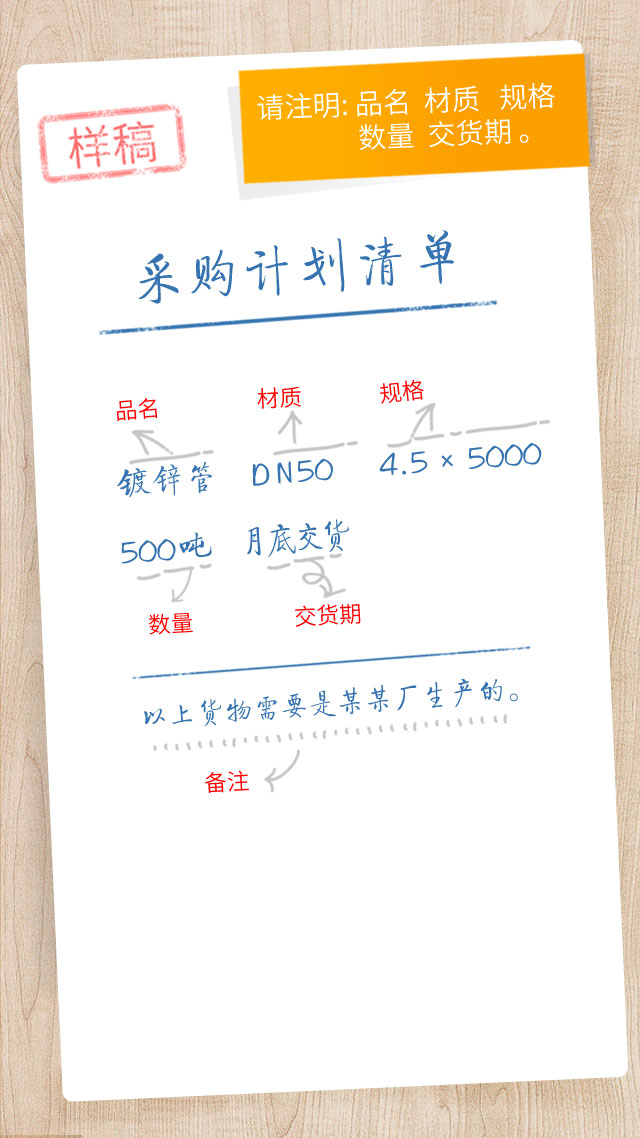 请注明: 品名 材质 规格
数量 交货期。
样稿
采购计划清单
品名 材质 规格
镀锌管 DN50 4.5 × 5000
500吨 月底交货
数量 交货期
以上货物需要是某某厂生产的。
备注